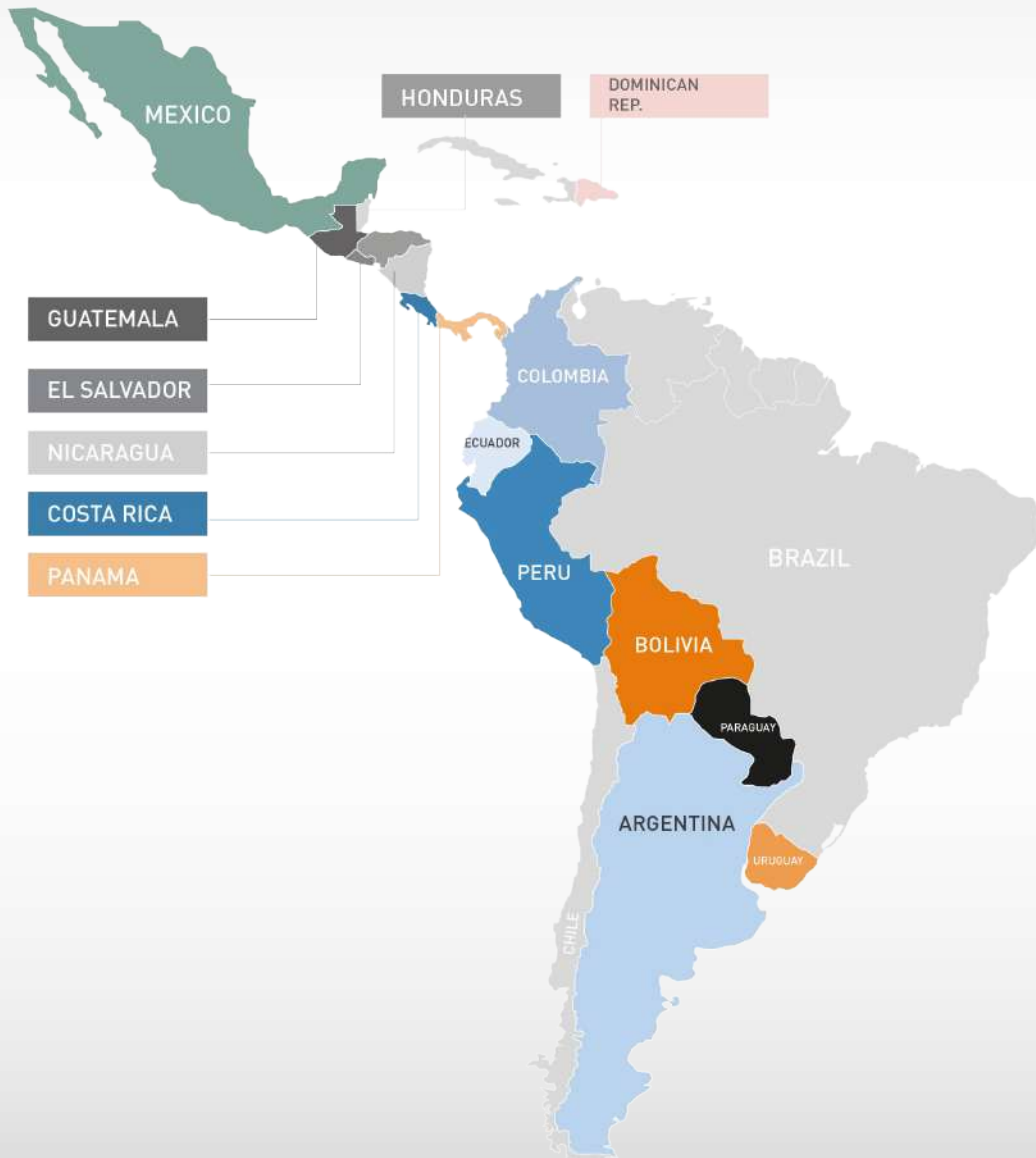 MEXICO
HONDURAS
DOMINICAN
REP.
GUATEMALA
EL SALVADOR
NICARAGUA
COSTA RICA
PANAMA
COLOMBIA
ECUADOR
PERU
BRAZIL
BOLIVIA
PARAGUAY
ARGENTINA
URUGUAY
CHILE